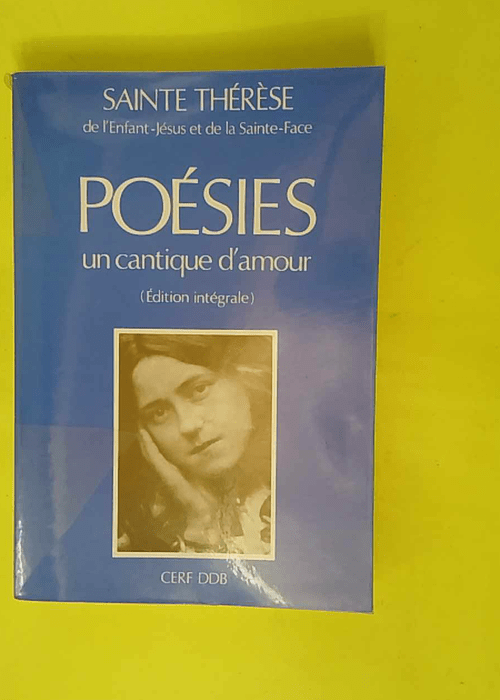 SAINTE THÉRÈSE
de l'Enfant-Jésus et de la Sainte-Face
POÉSIES
un cantique d'amour
(Édition intégrale)
CERF DDB